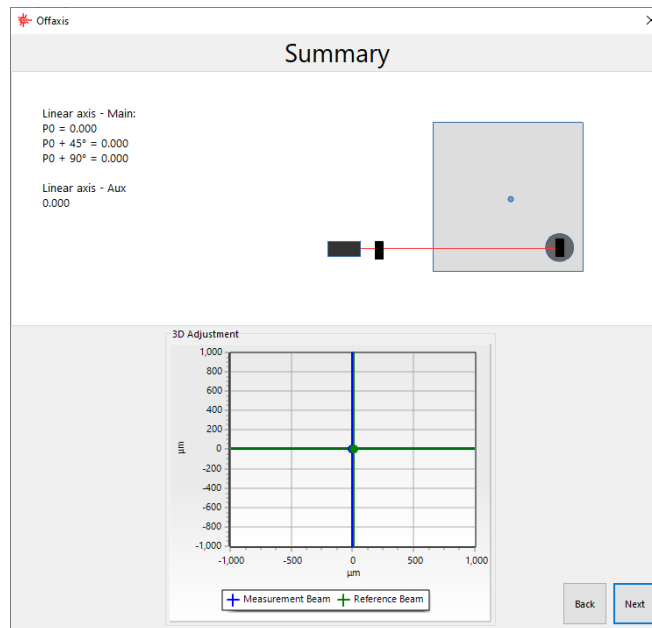 Offaxis
Summary
Linear axis - Main:
P0 = 0.000
P0 + 45° = 0.000
P0 + 90° = 0.000
Linear axis - Aux
0.000
3D Adjustment
1,000
800
600
400
200
0
-200
-400
-600
-800
-1,000
µm
-1,000 -500 0 500 1,000
µm
Measurement Beam Reference Beam
Back Next